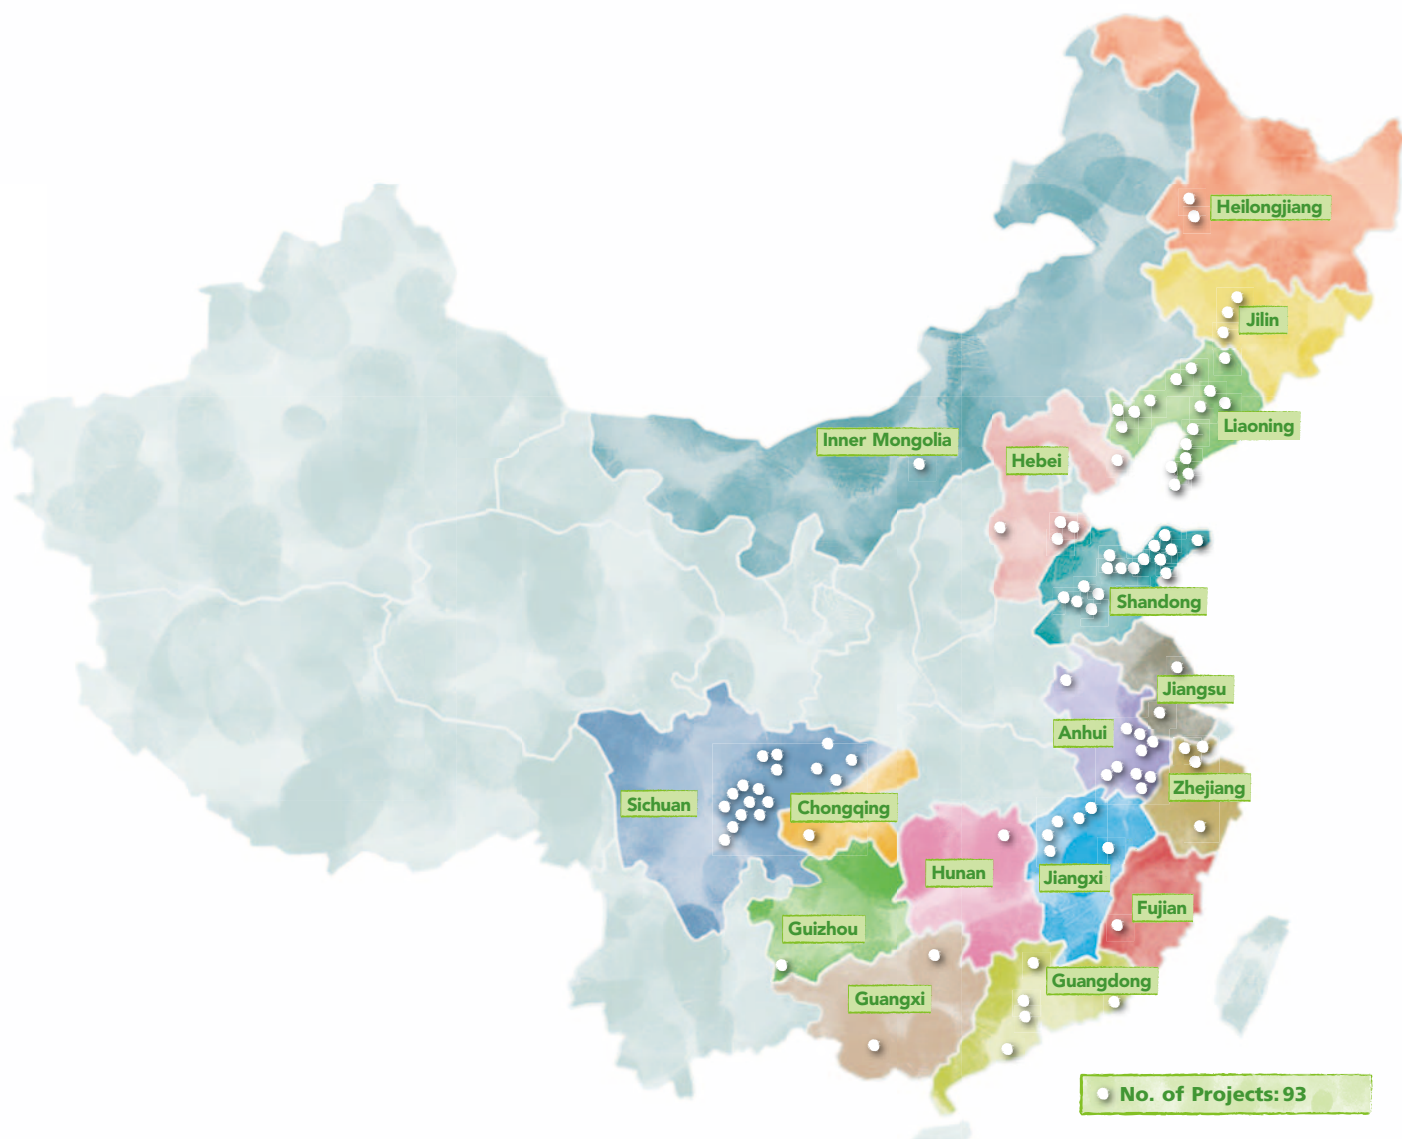 Heilongjiang
Jilin
Liaoning
Inner Mongolia
Hebei
Shandong
Jiangsu
Anhui
Zhejiang
Sichuan
Chongqing
Hunan
Jiangxi
Fujian
Guizhou
Guangdong
Guangxi
No. of Projects: 93